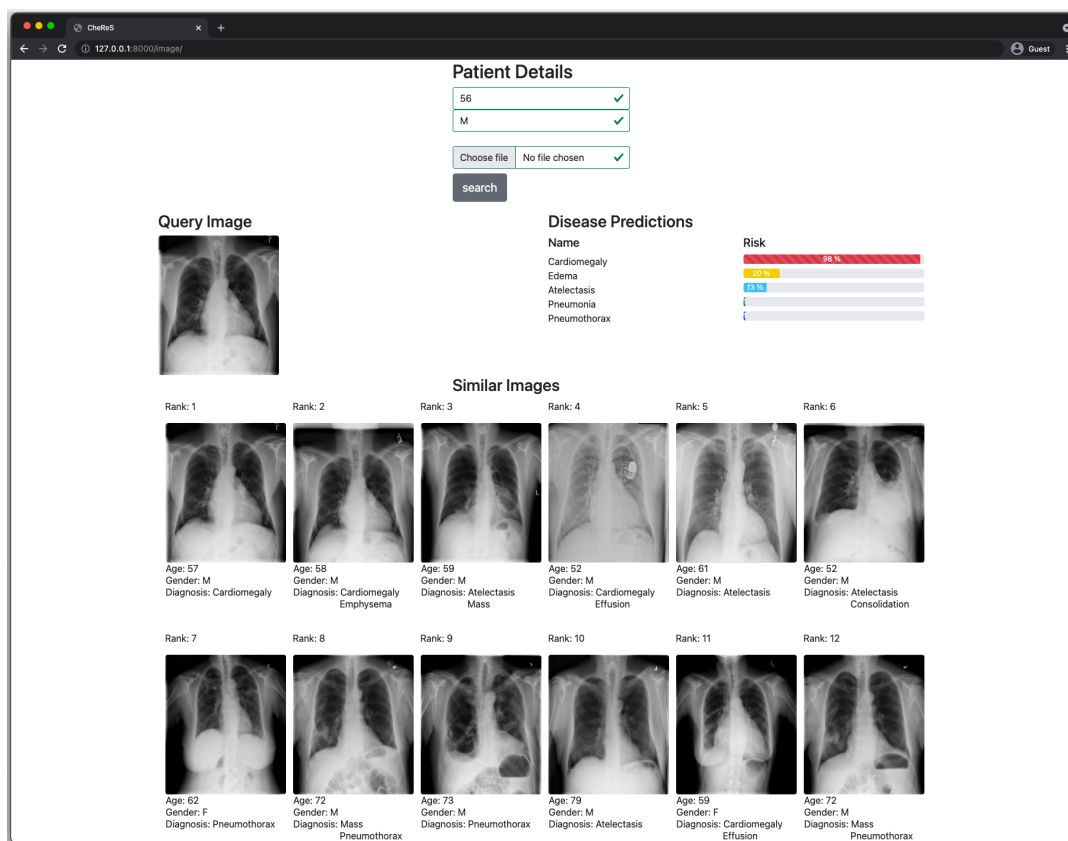 CheReS
127.0.0.1:8000/image/
Guest
Patient Details
56
M
Choose file No file chosen
search
Query Image
Disease Predictions
Name Risk
Cardiomegaly 98 %
Edema 20 %
Atelectasis 13 %
Pneumonia
Pneumothorax
Similar Images
Rank: 1 Rank: 2 Rank: 3 Rank: 4 Rank: 5 Rank: 6
Age: 57 Age: 58 Age: 59 Age: 52 Age: 61 Age: 52
Gender: M Gender: M Gender: M Gender: M Gender: M Gender: M
Diagnosis: Cardiomegaly Diagnosis: Cardiomegaly Diagnosis: Atelectasis Diagnosis: Cardiomegaly Diagnosis: Atelectasis Diagnosis: Atelectasis
Emphysema Mass Effusion Consolidation
Rank: 7 Rank: 8 Rank: 9 Rank: 10 Rank: 11 Rank: 12
Age: 62 Age: 72 Age: 73 Age: 79 Age: 59 Age: 72
Gender: F Gender: M Gender: M Gender: M Gender: F Gender: M
Diagnosis: Pneumothorax Diagnosis: Mass Diagnosis: Pneumothorax Diagnosis: Atelectasis Diagnosis: Cardiomegaly Diagnosis: Mass
Pneumothorax Effusion Pneumothorax